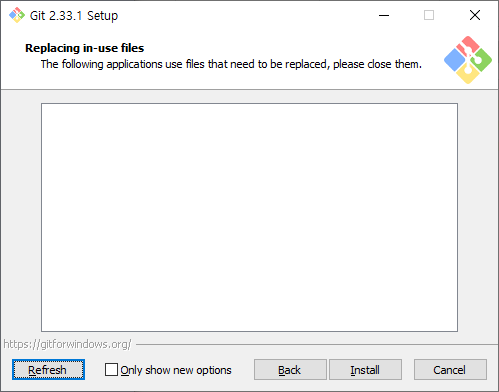 Git 2.33.1 Setup
Replacing in-use files
The following applications use files that need to be replaced, please close them.
https://gitforwindows.org/
Refresh
Only show new options
Back
Install
Cancel